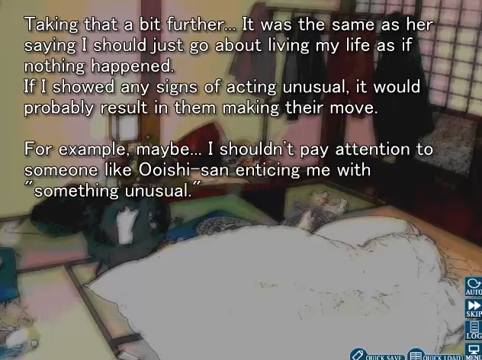 Taking that a bit further... It was the same as her
saying I should just go about living my life as if
nothing happened.
If I showed any signs of acting unusual, it would
probably result in them making their move.
For example, maybe... I shouldn't pay attention to
someone like Ooishi-san enticing me with
"something unusual."
AUTO
SKIP
LOG
QUICK SAVE
QUICK LOAD
MENU